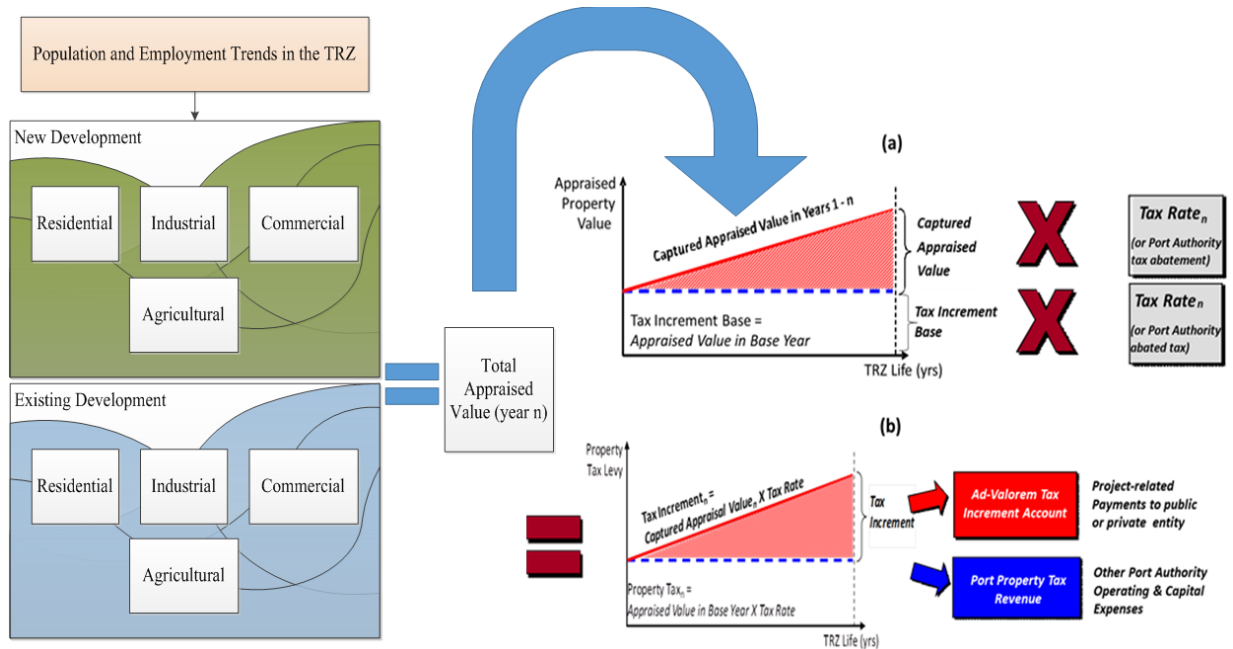 Population and Employment Trends in the TRZ
New Development
Residential
Industrial
Commercial
Agricultural
Existing Development
Residential
Industrial
Commercial
Agricultural
Total
Appraised
Value (year n)
(a)
Appraised
Property
Value
Captured Appraised Value in Years 1 - n
Captured
Appraised
Value
Tax Increment Base =
Appraised Value in Base Year
Tax Increment
Base
TRZ Life (yrs)
X
Tax Rateₙ
(or Port Authority
tax abatement)
X
Tax Rateₙ
(or Port Authority
abated tax)
(b)
Property
Tax Levy
Tax Incrementₙ =
Captured Appraisal Valueₙ X Tax Rate
Tax
Increment
Property Taxₙ =
Appraised Value in Base Year X Tax Rate
TRZ Life (yrs)
Ad-Valorem Tax
Increment Account
Project-related
Payments to public
or private entity
Port Property Tax
Revenue
Other Port Authority
Operating & Capital
Expenses